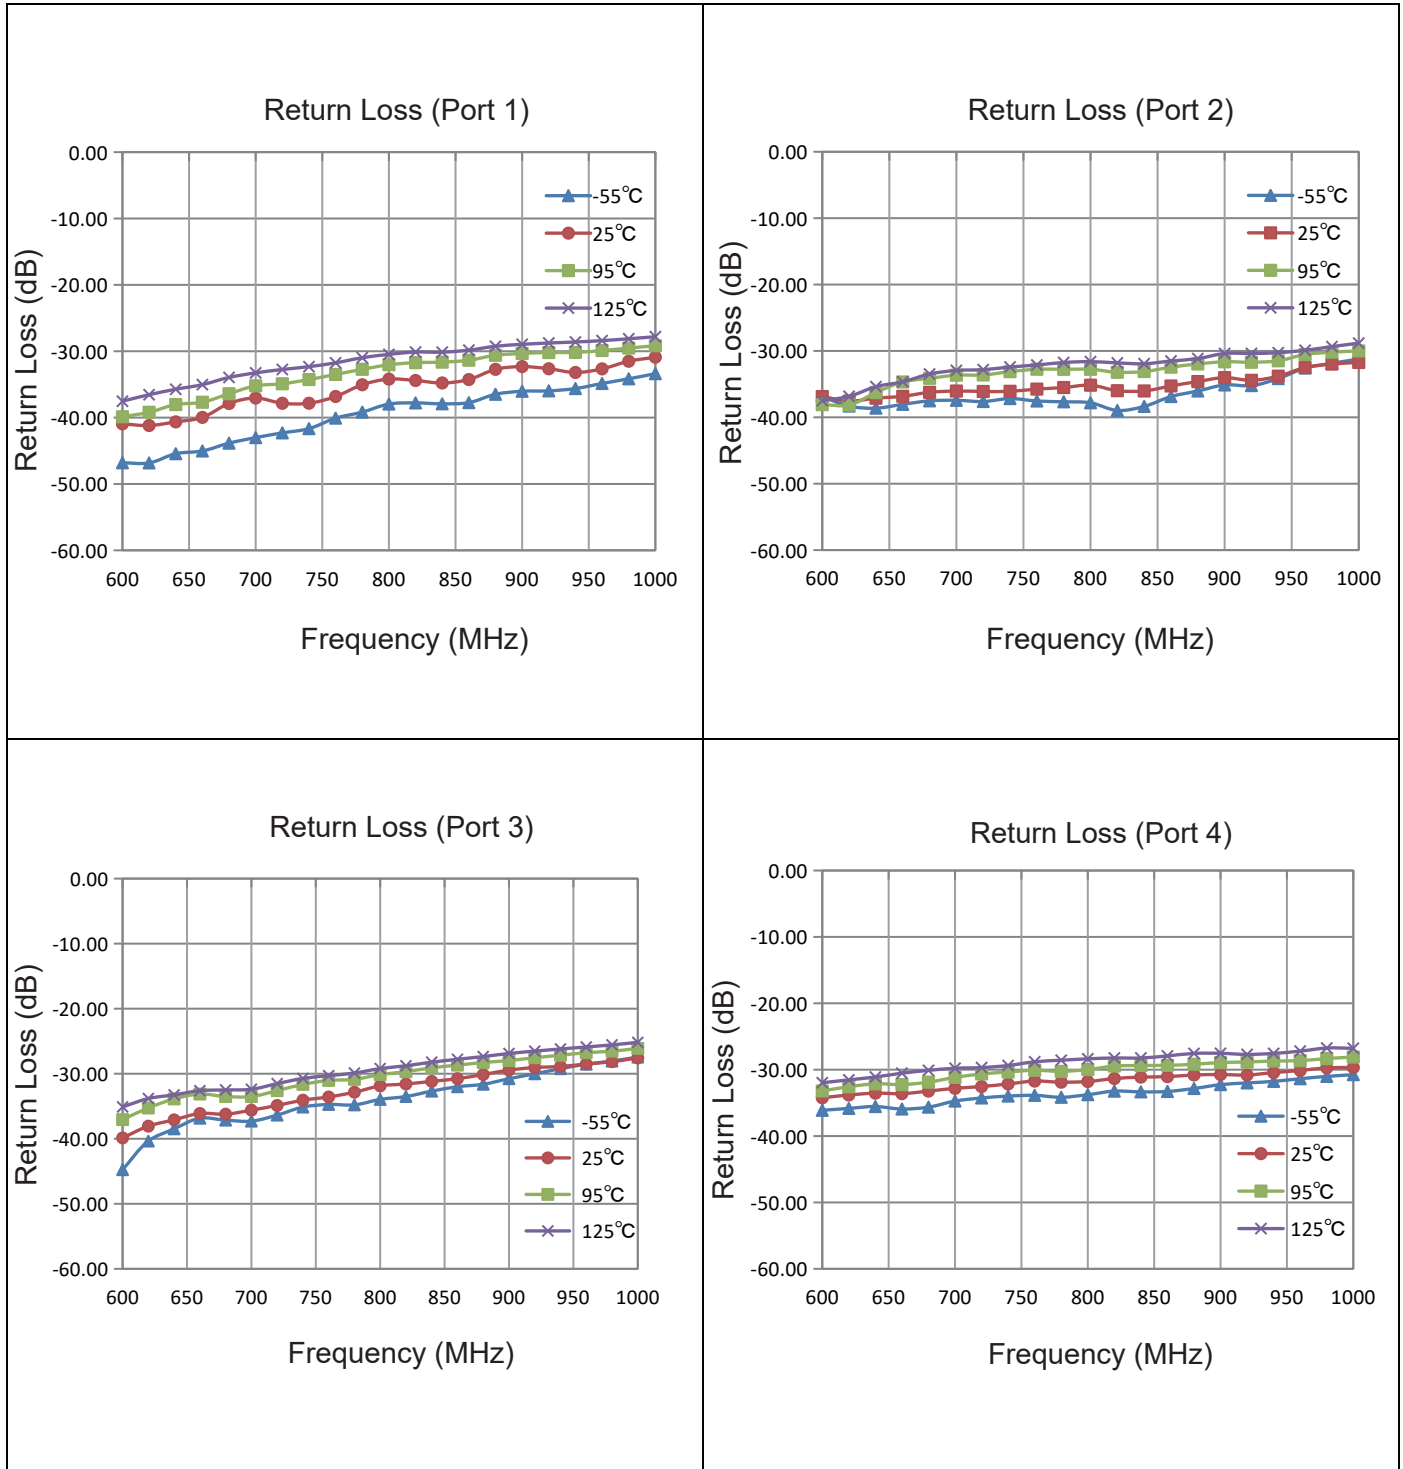 Return Loss (Port 1)
0.00
-10.00
-20.00
-30.00
-40.00
-50.00
-60.00
Return Loss (dB)
-55℃
25℃
95℃
125℃
600 650 700 750 800 850 900 950 1000
Frequency (MHz)
Return Loss (Port 2)
0.00
-10.00
-20.00
-30.00
-40.00
-50.00
-60.00
Return Loss (dB)
-55℃
25℃
95℃
125℃
600 650 700 750 800 850 900 950 1000
Frequency (MHz)
Return Loss (Port 3)
0.00
-10.00
-20.00
-30.00
-40.00
-50.00
-60.00
Return Loss (dB)
-55℃
25℃
95℃
125℃
600 650 700 750 800 850 900 950 1000
Frequency (MHz)
Return Loss (Port 4)
0.00
-10.00
-20.00
-30.00
-40.00
-50.00
-60.00
Return Loss (dB)
-55℃
25℃
95℃
125℃
600 650 700 750 800 850 900 950 1000
Frequency (MHz)